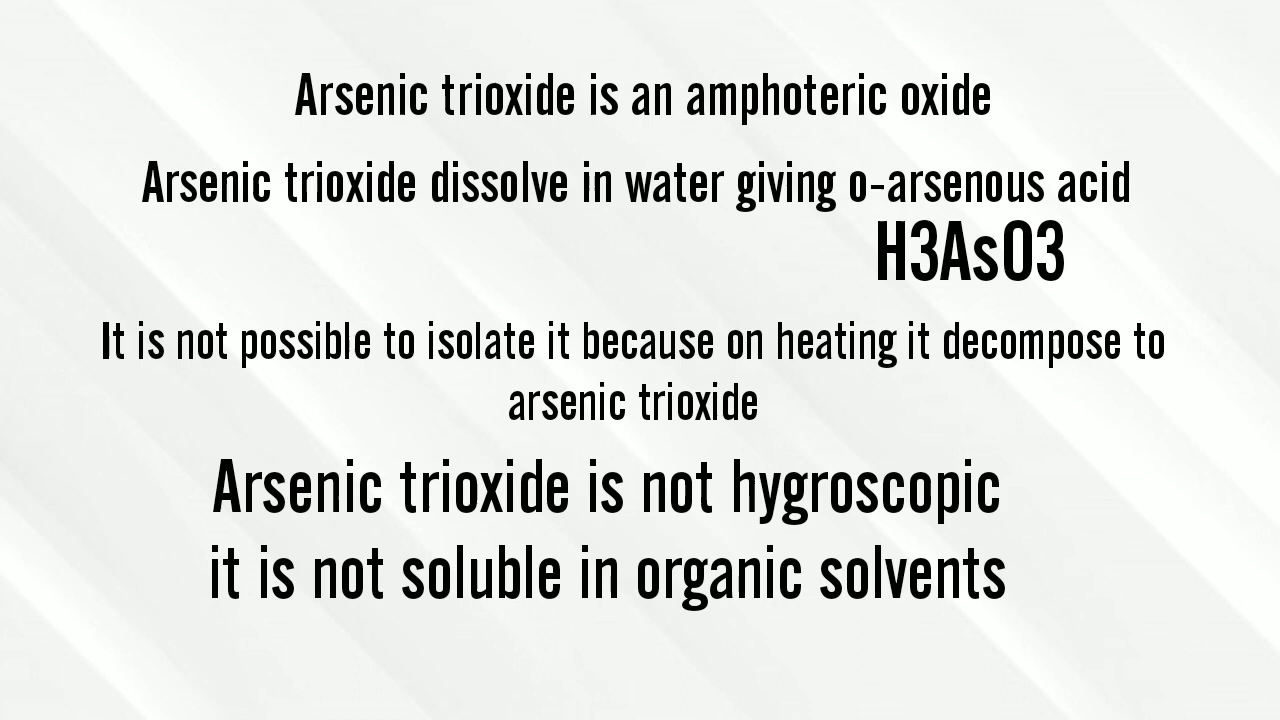 Arsenic trioxide is an amphoteric oxide
Arsenic trioxide dissolve in water giving o-arsenous acid
H3AsO3
It is not possible to isolate it because on heating it decompose to
arsenic trioxide
Arsenic trioxide is not hygroscopic
it is not soluble in organic solvents